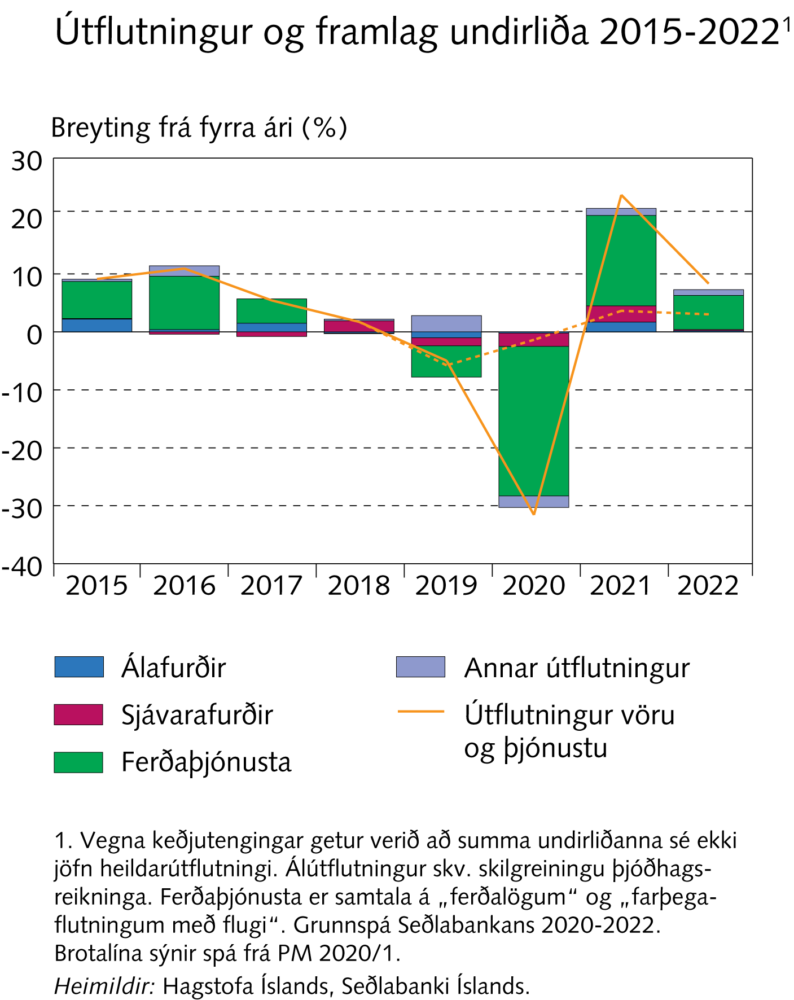 Útflutningur og framlag undirliða 2015-2022¹
Breyting frá fyrra ári (%)
30
20
10
0
-10
-20
-30
-40
2015 2016 2017 2018 2019 2020 2021 2022
Álafurðir
Sjávarafurðir
Ferðaþjónusta
Annar útflutningur
Útflutningur vöru
og þjónustu
1. Vegna keðjutengingar getur verið að summa undirliðanna sé ekki
jöfn heildarútflutningi. Álútflutningur skv. skilgreiningu þjóðhags-
reikninga. Ferðaþjónusta er samtala á „ferðalögum“ og „farþega-
flutningum með flugi“. Grunnspá Seðlabankans 2020-2022.
Brotalína sýnir spá frá PM 2020/1.
Heimildir: Hagstofa Íslands, Seðlabanki Íslands.